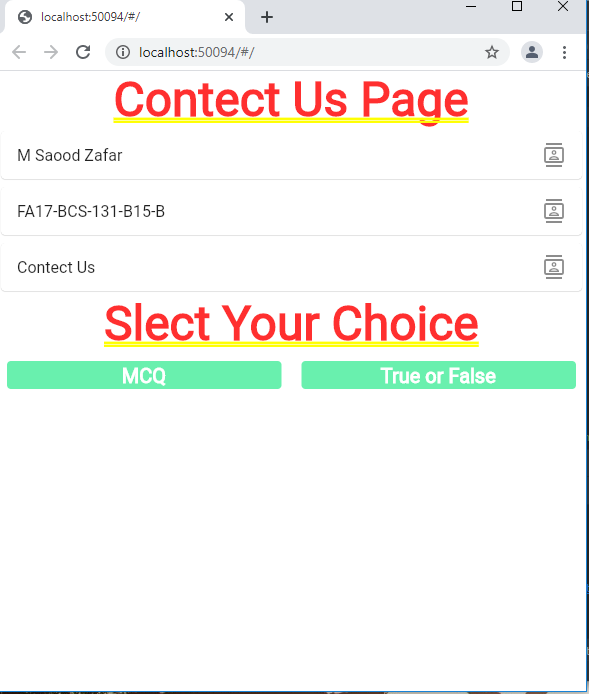 localhost:50094/#/
localhost:50094/#/
Contect Us Page
M Saood Zafar
FA17-BCS-131-B15-B
Contect Us
Slect Your Choice
MCQ
True or False